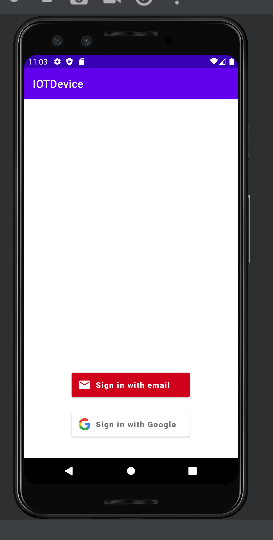 11:03
IOTDevice
Sign in with email
Sign in with Google